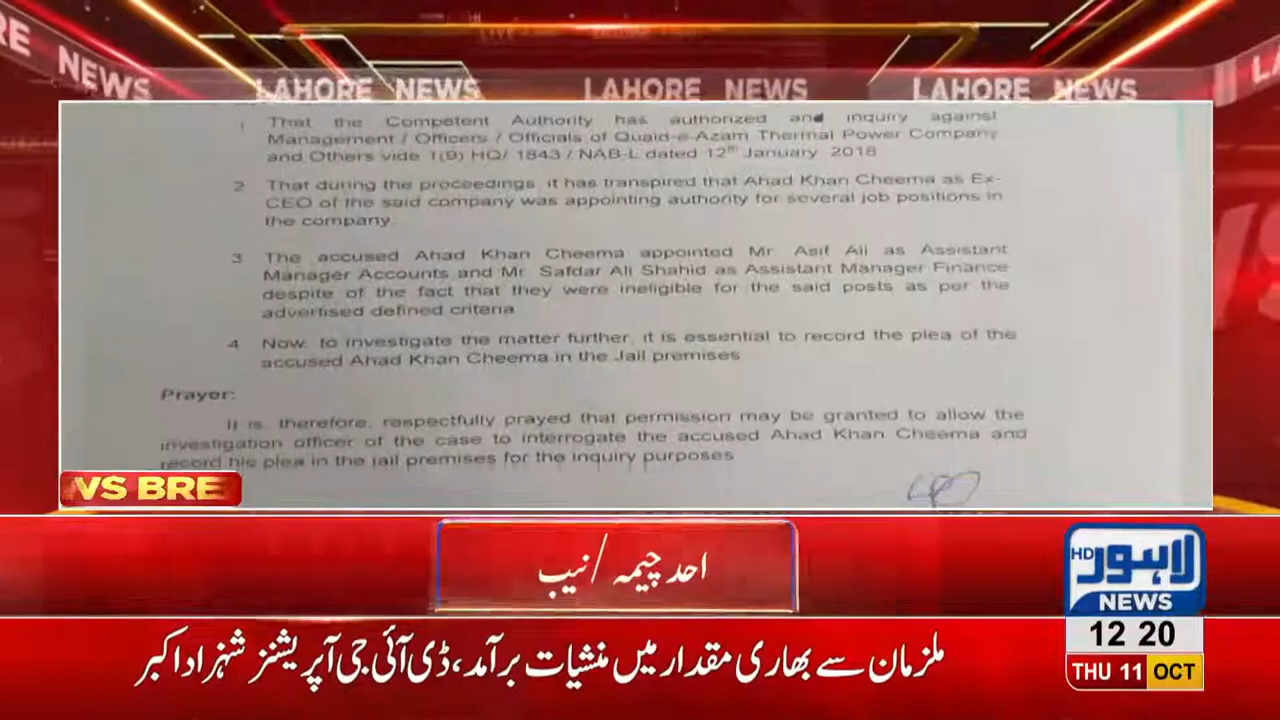 RE
NEWS
LAHORE NEWS
LAHORE NEWS
LAHORE NEWS
LA
1 That the Competent Authority has authorized and inquiry against
Management / Officers / Officials of Quaid-e-Azam Thermal Power Company
and Others vide 1(9) HQ/ 1843 / NAB-L dated 12th January 2018
2 That during the proceedings, it has transpired that Ahad Khan Cheema as Ex-
CEO of the said company was appointing authority for several job positions in
the company.
3 The accused Ahad Khan Cheema appointed Mr. Asif Ali as Assistant
Manager Accounts and Mr. Safdar Ali Shahid as Assistant Manager Finance
despite of the fact that they were ineligible for the said posts as per the
advertised defined criteria
4 Now, to investigate the matter further, it is essential to record the plea of the
accused Ahad Khan Cheema in the Jail premises
Prayer:
It is, therefore, respectfully prayed that permission may be granted to allow the
investigation officer of the case to interrogate the accused Ahad Khan Cheema and
record his plea in the jail premises for the inquiry purposes
WS BRE
احد چیمہ / نیب
HD لاہور
NEWS
12 20
THU 11 OCT
ملزمان سے بھاری مقدار میں منشیات برآمد، ڈی آئی جی آپریشنز شہزاد اکبر